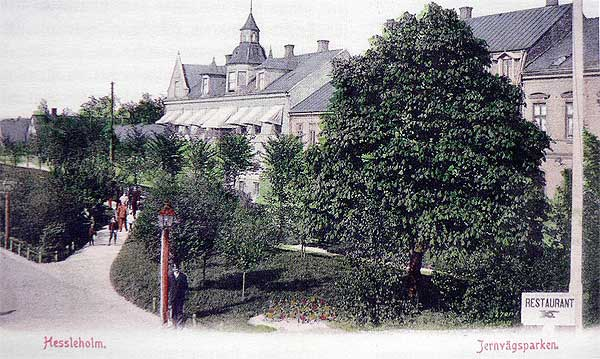 RESTAURANT
Hessleholm.
Jernvägsparken.